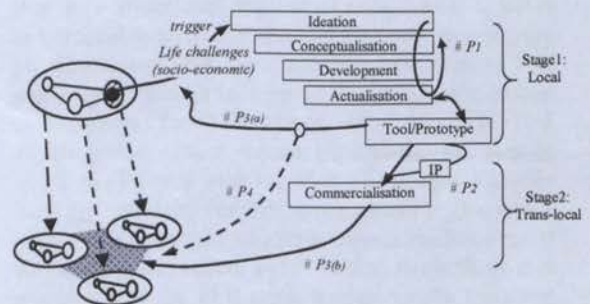 trigger
Ideation
Life challenges
(socio-economic)
Conceptualisation
# P1
Development
Actualisation
Stage1:
Local
# P3(a)
Tool/Prototype
IP
# P4
Commercialisation
# P2
Stage2:
Trans-local
# P3(b)